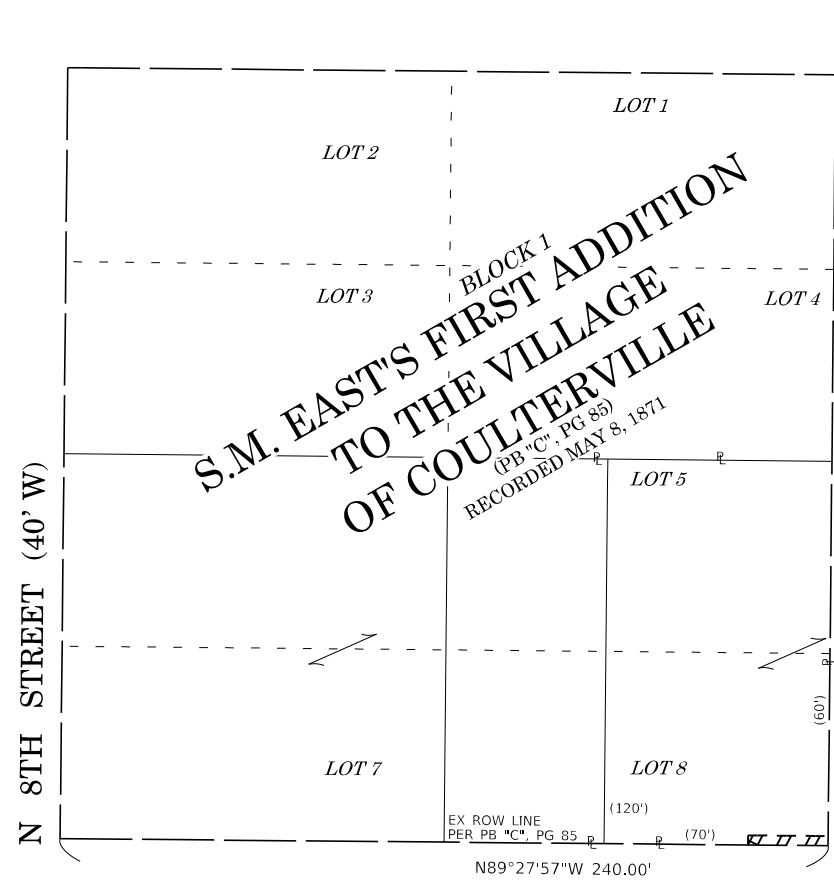 LOT 1
LOT 2
BLOCK 1
S.M. EAST'S FIRST ADDITION
TO THE VILLAGE
OF COULTERVILLE
(PB "C", PG 85)
RECORDED MAY 8, 1871
LOT 3
LOT 4
LOT 5
N 8TH STREET (40' W)
(60')
LOT 7
LOT 8
(120')
EX ROW LINE
PER PB "C", PG 85
(70')
N89°27'57"W 240.00'